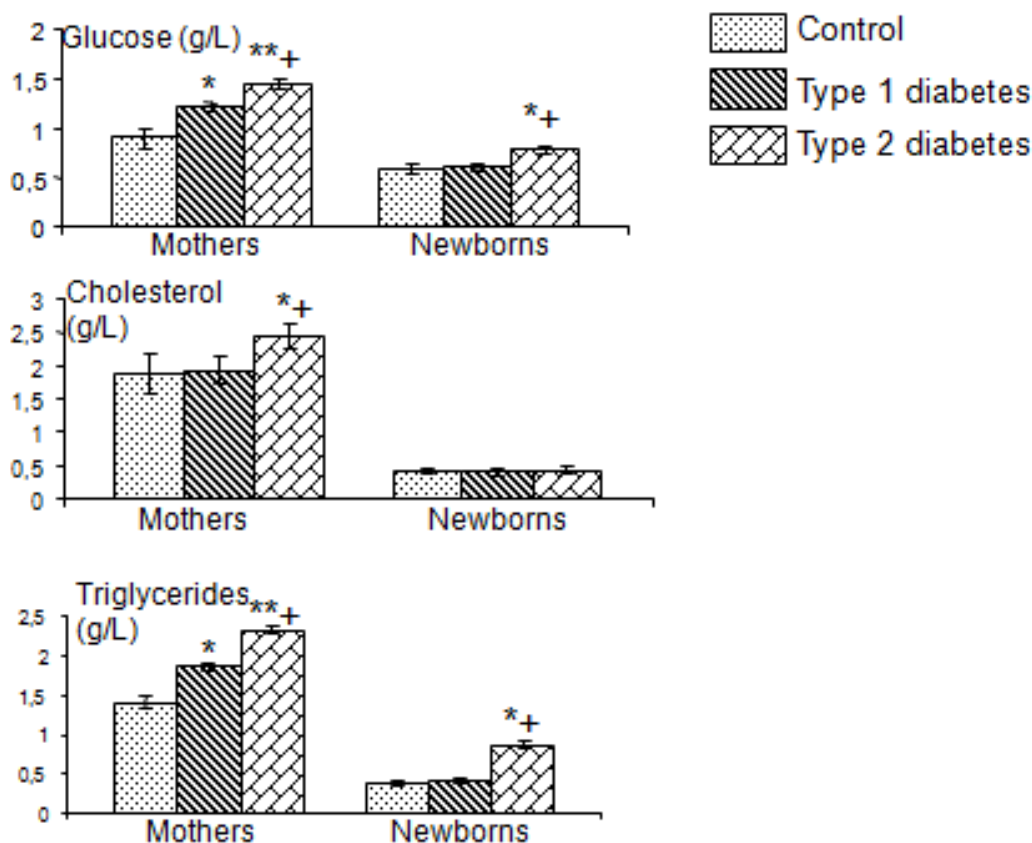 Glucose (g/L)
2
1,5
1
0,5
0
*
**+
*+
Mothers
Newborns
Control
Type 1 diabetes
Type 2 diabetes
Cholesterol
(g/L)
3
2,5
2
1,5
1
0,5
0
*+
Mothers
Newborns
Triglycerides
(g/L)
2,5
2
1,5
1
0,5
0
*
**+
*+
Mothers
Newborns